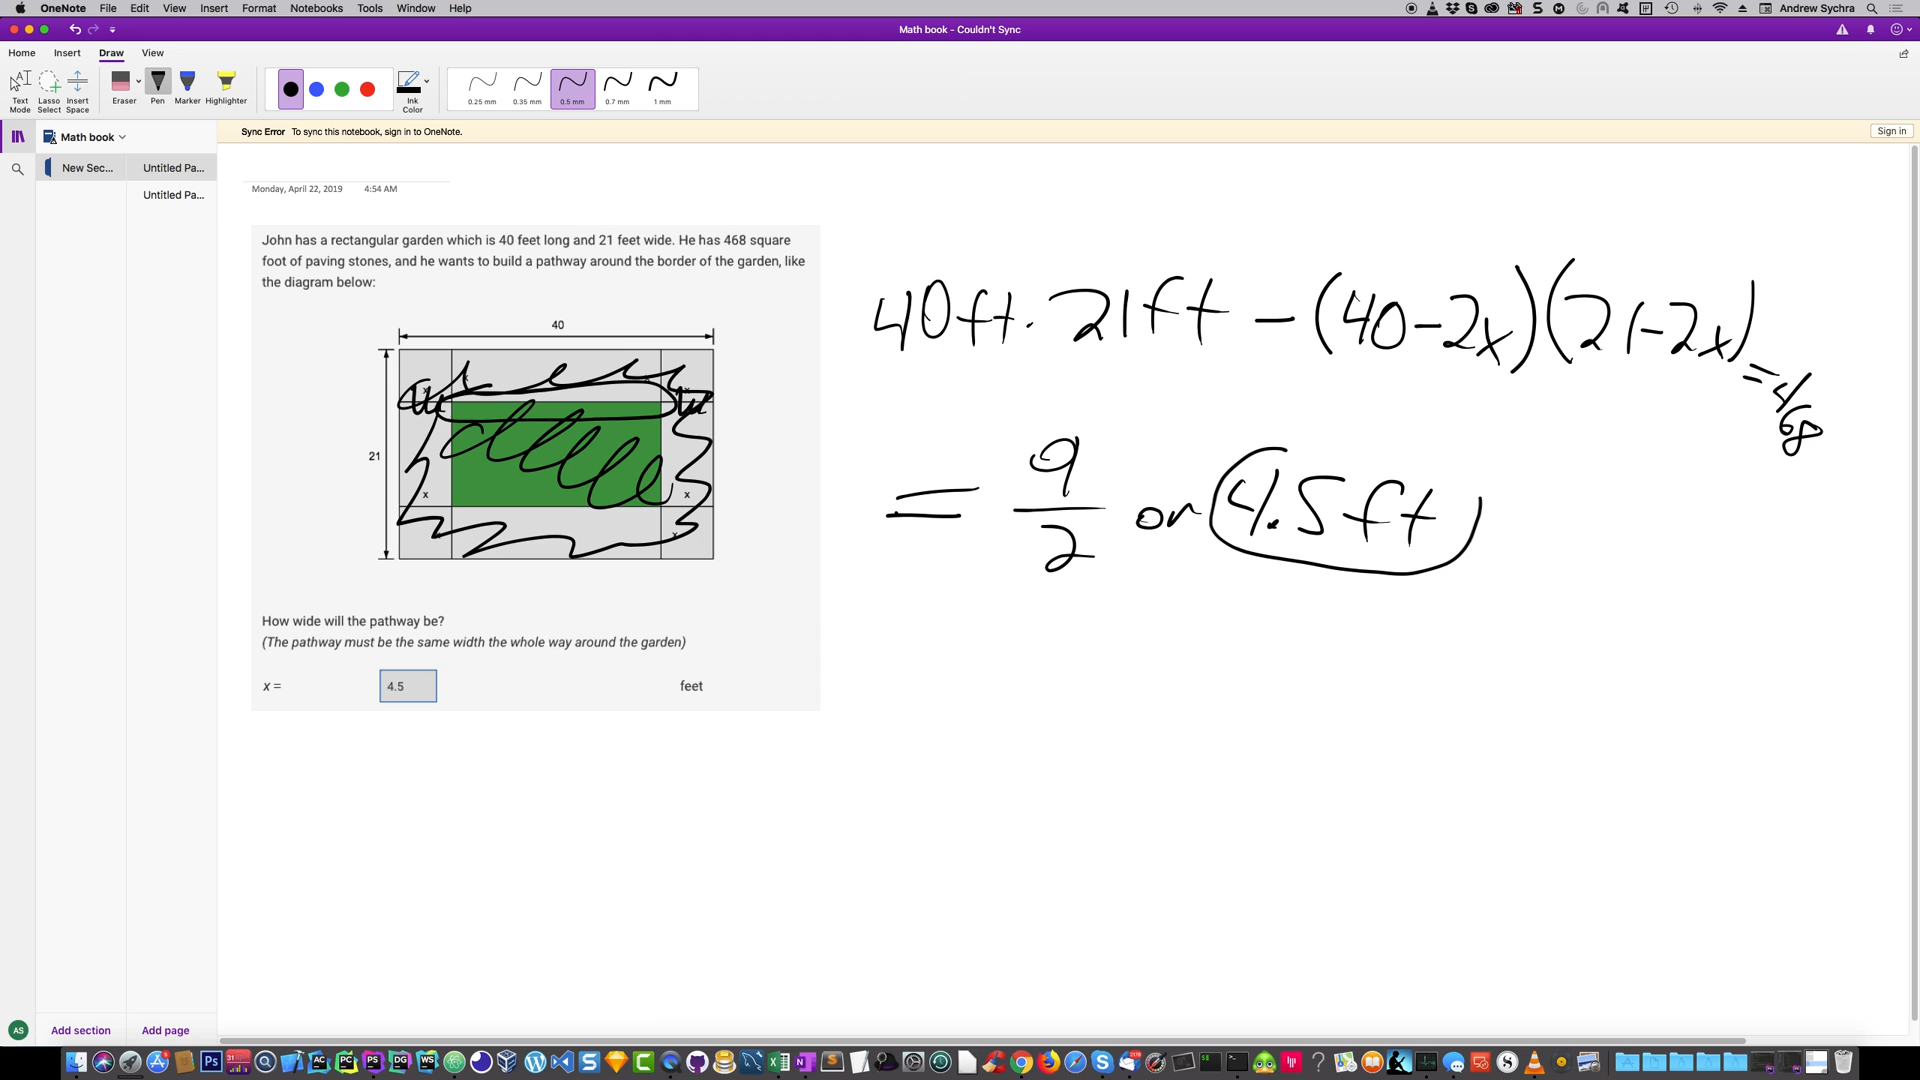 OneNote File Edit View Insert Format Notebooks Tools Window Help Andrew Sychra
Math book - Couldn't Sync
Home Insert Draw View
Text Mode
Lasso Select
Insert Space
Eraser Pen Marker Highlighter
Ink Color
0.25 mm 0.35 mm 0.5 mm 0.7 mm 1 mm
Math book
Sync Error To sync this notebook, sign in to OneNote. Sign in
New Sec... Untitled Pa...
Untitled Pa...
Monday, April 22, 2019 4:54 AM
John has a rectangular garden which is 40 feet long and 21 feet wide. He has 468 square
foot of paving stones, and he wants to build a pathway around the border of the garden, like
the diagram below:
40
21
x x
40ft. 21ft - (40-2x)(21-2x)
= 468
= 9/2 or 4.5ft
How wide will the pathway be?
(The pathway must be the same width the whole way around the garden)
x = 4.5 feet
AS Add section Add page